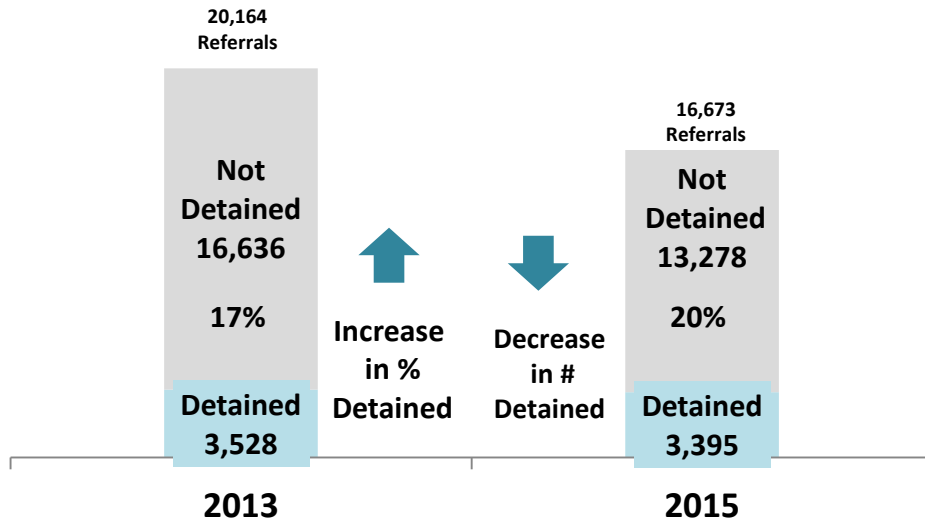 20,164
Referrals
Not
Detained
16,636
17%
Detained
3,528
2013
Increase
in %
Detained
Decrease
in #
Detained
16,673
Referrals
Not
Detained
13,278
20%
Detained
3,395
2015